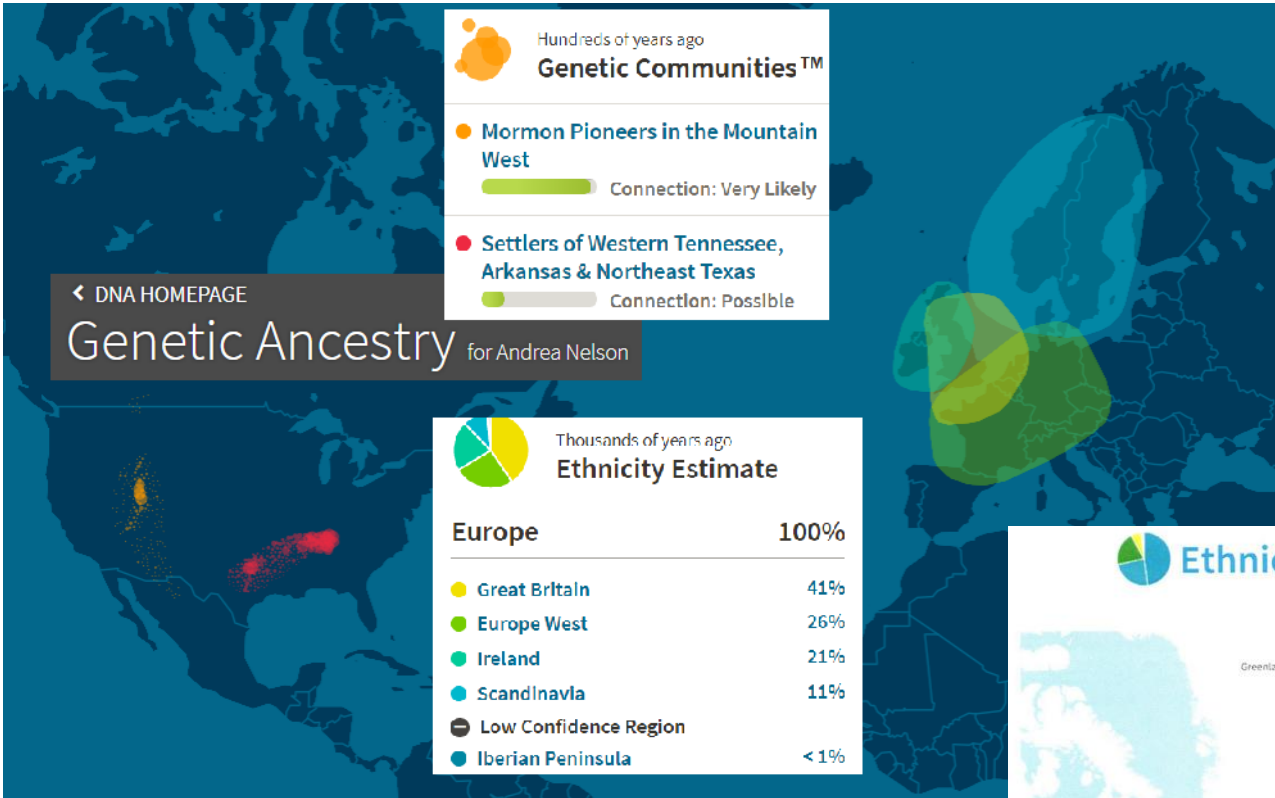 Hundreds of years ago
Genetic Communities™
Mormon Pioneers in the Mountain
West
Connection: Very Likely
Settlers of Western Tennessee,
Arkansas & Northeast Texas
Connection: Possible
DNA HOMEPAGE
Genetic Ancestry for Andrea Nelson
Thousands of years ago
Ethnicity Estimate
Europe 100%
Great Britain 41%
Europe West 26%
Ireland 21%
Scandinavia 11%
Low Confidence Region
Iberian Peninsula < 1%
Ethnic
Greenla